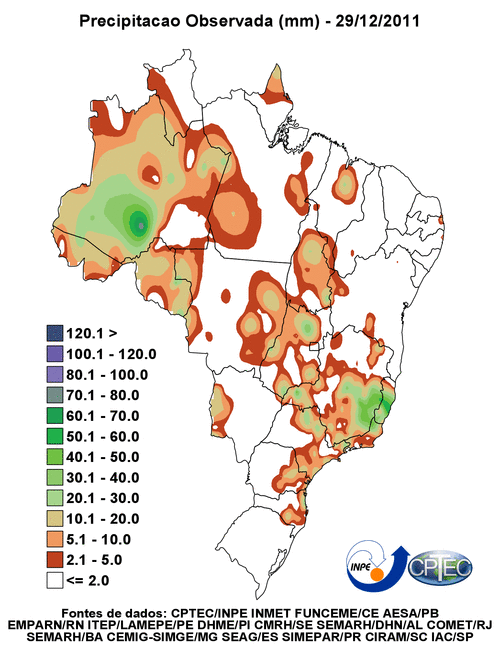 Precipitacao Observada (mm) - 29/12/2011
120.1 >
100.1 - 120.0
80.1 - 100.0
70.1 - 80.0
60.1 - 70.0
50.1 - 60.0
40.1 - 50.0
30.1 - 40.0
20.1 - 30.0
10.1 - 20.0
5.1 - 10.0
2.1 - 5.0
<= 2.0
INPE
CPTEC
Fontes de dados: CPTEC/INPE INMET FUNCEME/CE AESA/PB
EMPARN/RN ITEP/LAMEPE/PE DHME/PI CMRH/SE SEMARH/DHN/AL COMET/RJ
SEMARH/BA CEMIG-SIMGE/MG SEAG/ES SIMEPAR/PR CIRAM/SC IAC/SP